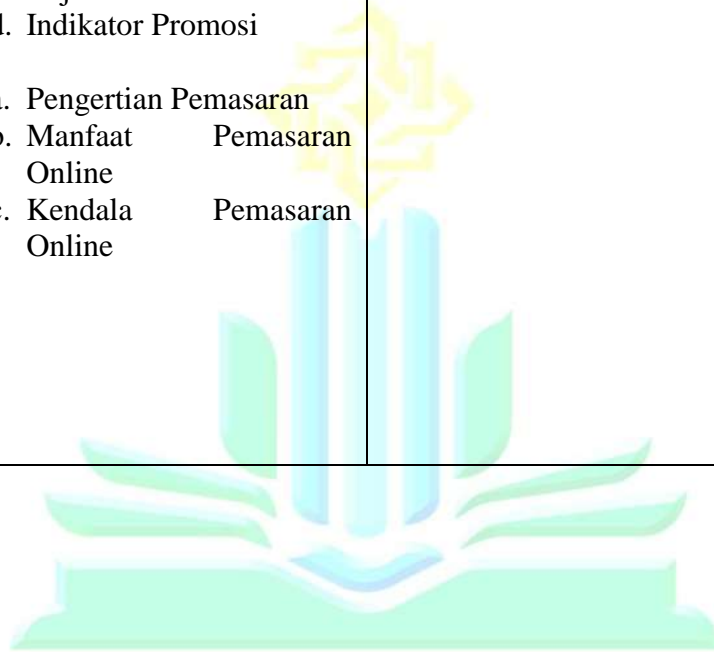 d. Indikator Promosi
a. Pengertian Pemasaran
b. Manfaat Pemasaran
Online
c. Kendala Pemasaran
Online